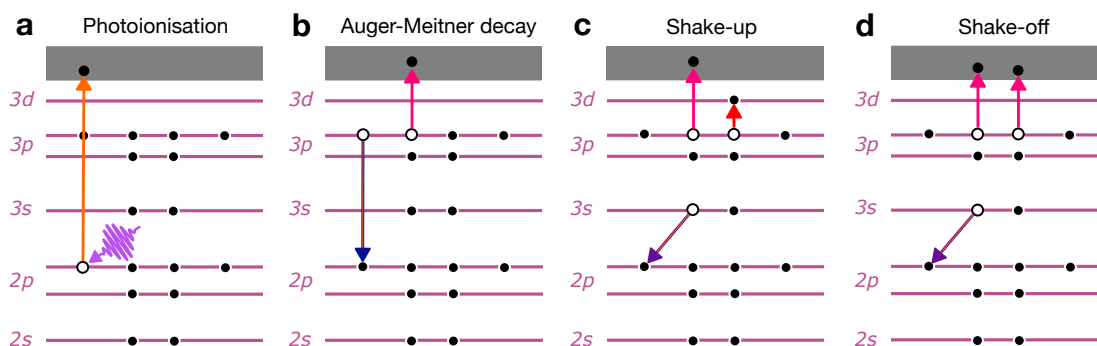 a Photoionisation
b Auger-Meitner decay
c Shake-up
d Shake-off
3d
3p
3s
2p
2s
3d
3p
3s
2p
2s
3d
3p
3s
2p
2s
3d
3p
3s
2p
2s